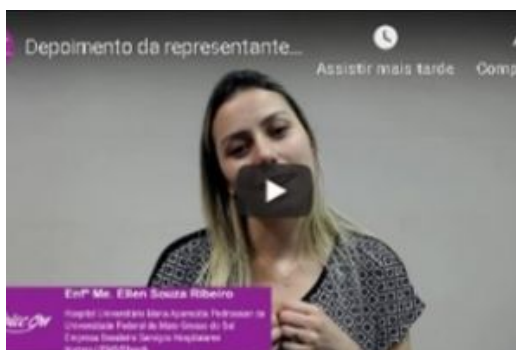 Depoimento da representante...
Assistir mais tarde
Comp
Enfª Me. Ellen Souza Ribeiro
Hospital Universitário Maria Aparecida Pedrossian da
Universidade Federal de Mato Grosso do Sul
Empresa Brasileira Serviços Hospitalares